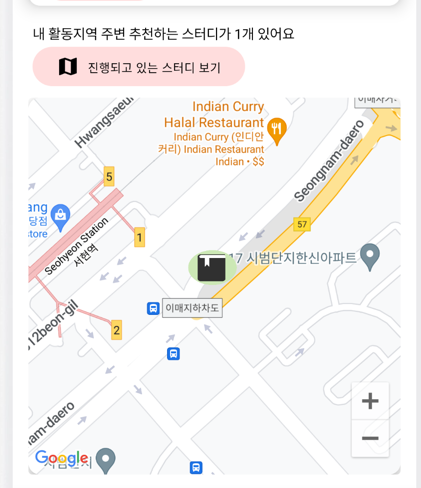 내 활동지역 주변 추천하는 스터디가 1개 있어요
진행되고 있는 스터디 보기
이매사거
Indian Curry
Halal Restaurant
Indian Curry (인디안
커리) Indian Restaurant
Indian • $$
Hwangsaeu
Seongnam-daero
5
ang
당점
store
1
57
Seohyeon Station
서현역
17 시범단지한신아파트
이매지하차도
2
12beon-gil
nam-daero
Google
+
−